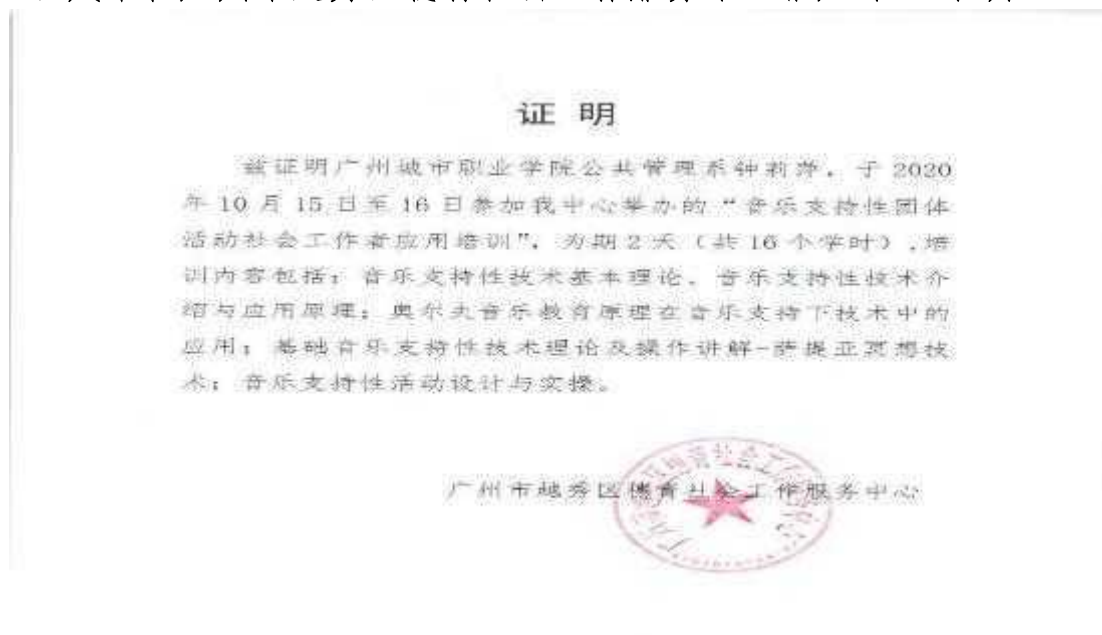 证 明
兹证明广州城市职业学院公共管理系钟莉萍，于 2020
年 10 月 15 日至 16 日参加我中心举办的“音乐支持性团体
活动社会工作者应用培训”，为期 2 天（共 16 个学时），培
训内容包括：音乐支持性技术基本理论、音乐支持性技术介
绍与应用原理；奥尔夫音乐教育原理在音乐支持下技术中的
应用；基础音乐支持性技术理论及操作讲解-萨提亚冥想技
术；音乐支持性活动设计与实操。
广州市越秀区德青社会工作服务中心